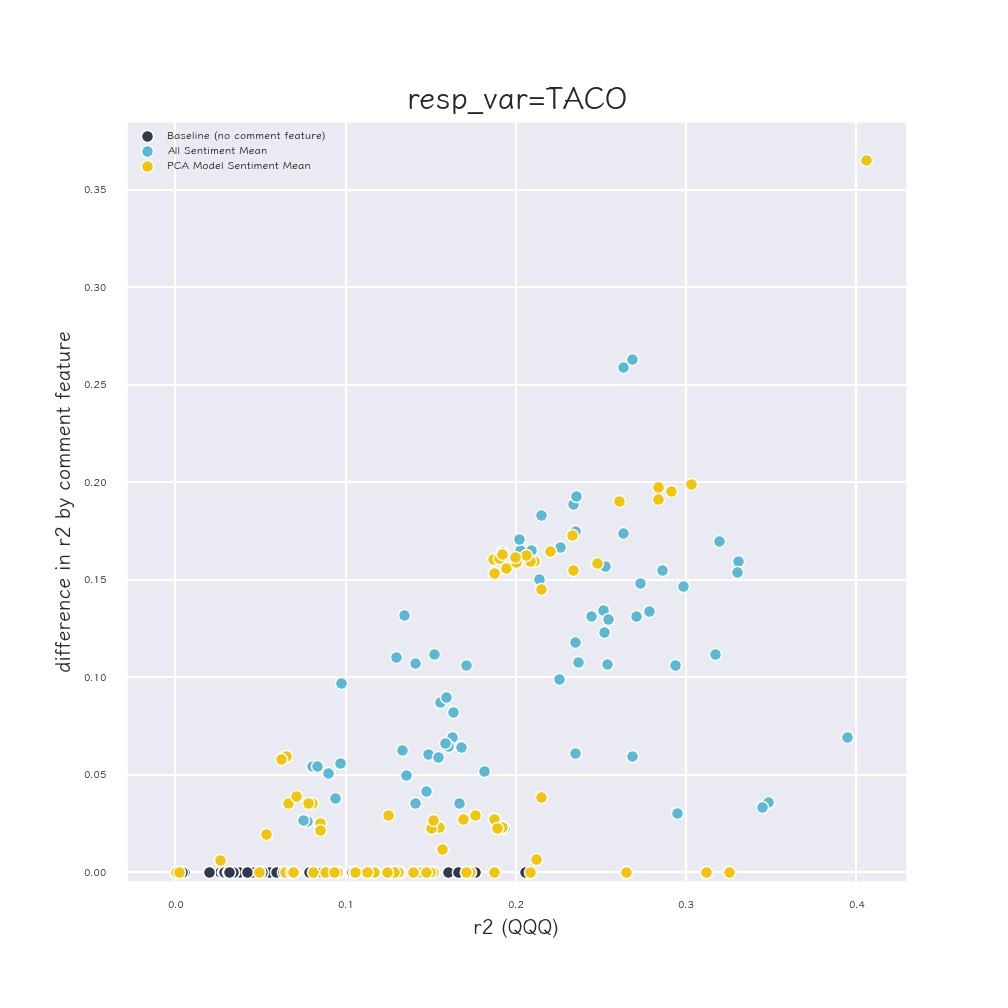 resp_var=TACO
Baseline (no comment feature)
All Sentiment Mean
PCA Model Sentiment Mean
0.35
0.30
0.25
0.20
0.15
0.10
0.05
0.00
difference in r2 by comment feature
0.0 0.1 0.2 0.3 0.4
r2 (QQQ)